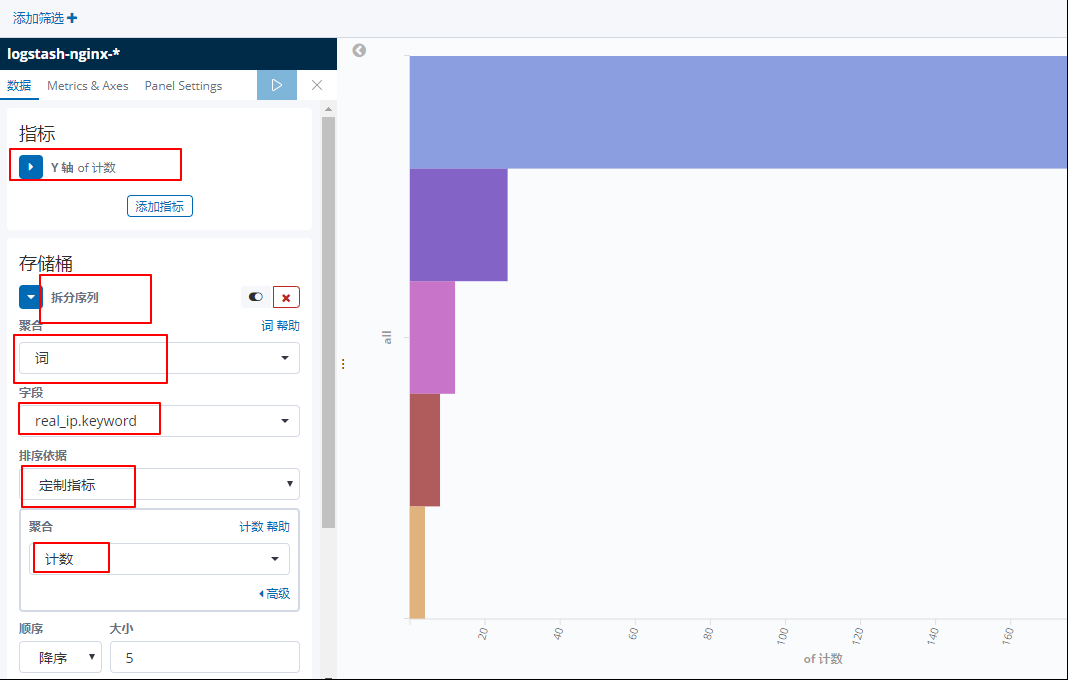 添加筛选
logstash-nginx-*
数据 Metrics & Axes Panel Settings
指标
Y 轴 of 计数
添加指标
存储桶
拆分序列
聚合 词 帮助
词
字段
real_ip.keyword
排序依据
定制指标
聚合 计数 帮助
计数
高级
顺序 大小
降序 5
all
20 40 60 80 100 120 140 160
of 计数